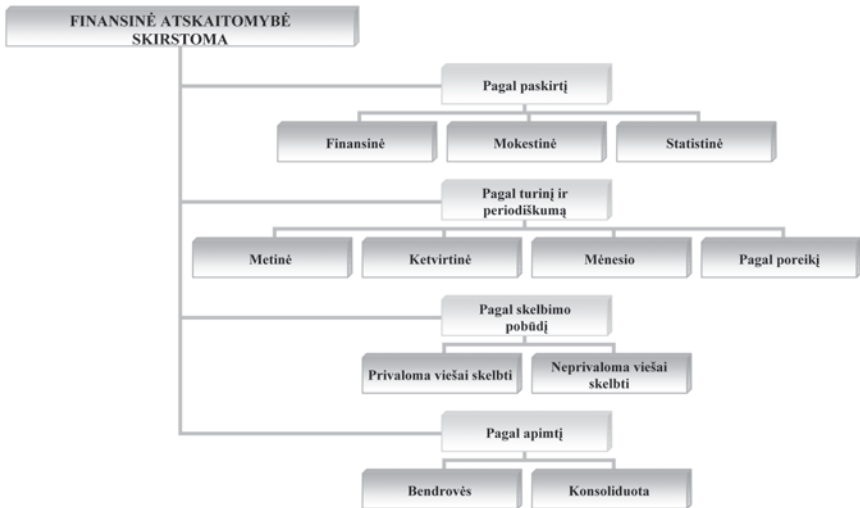 FINANSINĖ ATSKAITOMYBĖ
SKIRSTOMA
Pagal paskirtį
Finansinė
Mokestinė
Statistinė
Pagal turinį ir
periodiškumą
Metinė
Ketvirtinė
Mėnesio
Pagal poreikį
Pagal skelbimo
pobūdį
Privaloma viešai skelbti
Neprivaloma viešai
skelbti
Pagal apimtį
Bendrovės
Konsoliduota